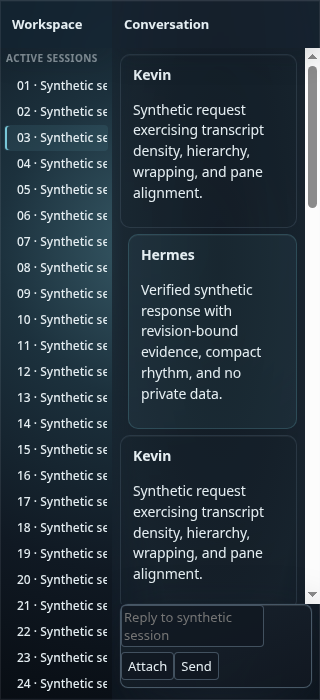 Workspace
ACTIVE SESSIONS
01 · Synthetic se
02 · Synthetic se
03 · Synthetic se
04 · Synthetic se
05 · Synthetic se
06 · Synthetic se
07 · Synthetic se
08 · Synthetic se
09 · Synthetic se
10 · Synthetic se
11 · Synthetic se
12 · Synthetic se
13 · Synthetic se
14 · Synthetic se
15 · Synthetic se
16 · Synthetic se
17 · Synthetic se
18 · Synthetic se
19 · Synthetic se
20 · Synthetic se
21 · Synthetic se
22 · Synthetic se
23 · Synthetic se
24 · Synthetic se
Conversation
Kevin
Synthetic request
exercising transcript
density, hierarchy,
wrapping, and pane
alignment.
Hermes
Verified synthetic
response with
revision-bound
evidence, compact
rhythm, and no
private data.
Kevin
Synthetic request
exercising transcript
density, hierarchy,
wrapping, and pane
alignment.
Reply to synthetic
session
Attach Send